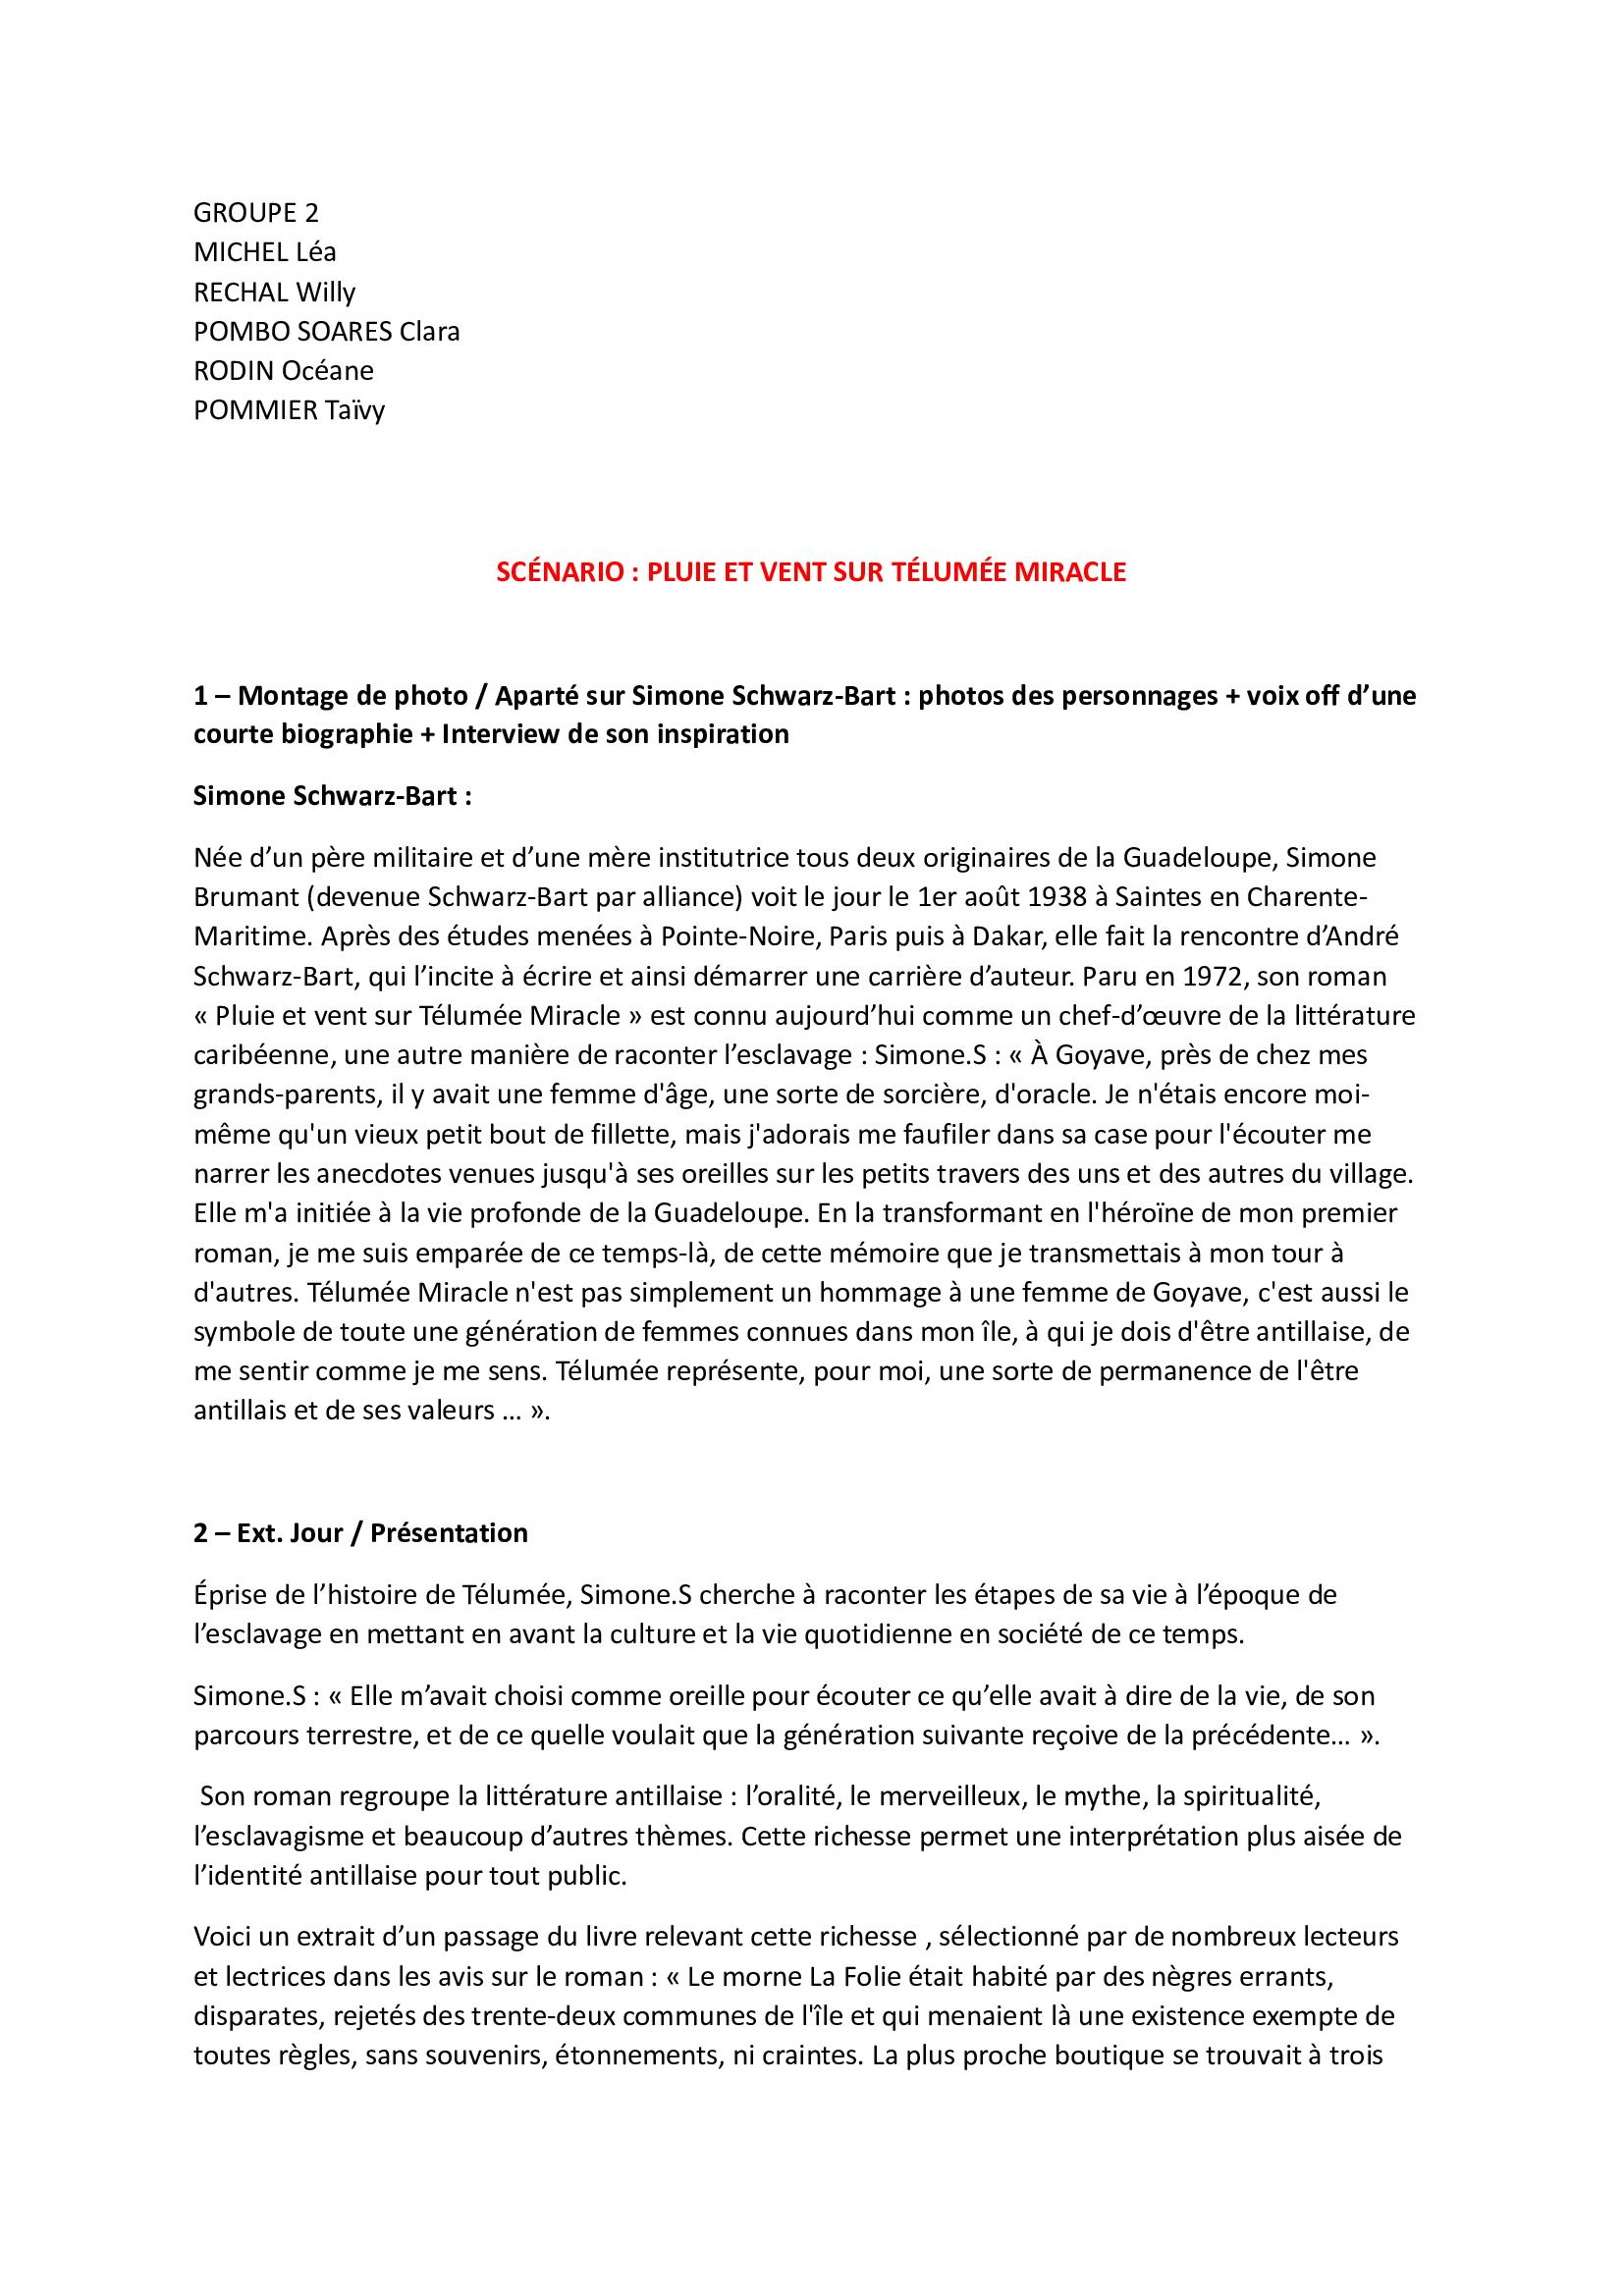 GROUPE 2
MICHEL Léa
RECHAL Willy
POMBO SOARES Clara
RODIN Océane
POMMIER Taïvy
SCÉNARIO : PLUIE ET VENT SUR TÉLUMÉE MIRACLE
1 – Montage de photo / Aparté sur Simone Schwarz-Bart : photos des personnages + voix off d’une
courte biographie + Interview de son inspiration
Simone Schwarz-Bart :
Née d’un père militaire et d’une mère institutrice tous deux originaires de la Guadeloupe, Simone
Brumant (devenue Schwarz-Bart par alliance) voit le jour le 1er août 1938 à Saintes en Charente-
Maritime. Après des études menées à Pointe-Noire, Paris puis à Dakar, elle fait la rencontre d’André
Schwarz-Bart, qui l’incite à écrire et ainsi démarrer une carrière d’auteur. Paru en 1972, son roman
« Pluie et vent sur Télumée Miracle » est connu aujourd’hui comme un chef-d’œuvre de la littérature
caribéenne, une autre manière de raconter l’esclavage : Simone.S : « À Goyave, près de chez mes
grands-parents, il y avait une femme d'âge, une sorte de sorcière, d'oracle. Je n'étais encore moi-
même qu'un vieux petit bout de fillette, mais j'adorais me faufiler dans sa case pour l'écouter me
narrer les anecdotes venues jusqu'à ses oreilles sur les petits travers des uns et des autres du village.
Elle m'a initiée à la vie profonde de la Guadeloupe. En la transformant en l'héroïne de mon premier
roman, je me suis emparée de ce temps-là, de cette mémoire que je transmettais à mon tour à
d'autres. Télumée Miracle n'est pas simplement un hommage à une femme de Goyave, c'est aussi le
symbole de toute une génération de femmes connues dans mon île, à qui je dois d'être antillaise, de
me sentir comme je me sens. Télumée représente, pour moi, une sorte de permanence de l'être
antillais et de ses valeurs … ».
2 – Ext. Jour / Présentation
Éprise de l’histoire de Télumée, Simone.S cherche à raconter les étapes de sa vie à l’époque de
l’esclavage en mettant en avant la culture et la vie quotidienne en société de ce temps.
Simone.S : « Elle m’avait choisi comme oreille pour écouter ce qu’elle avait à dire de la vie, de son
parcours terrestre, et de ce quelle voulait que la génération suivante reçoive de la précédente… ».
Son roman regroupe la littérature antillaise : l’oralité, le merveilleux, le mythe, la spiritualité,
l’esclavagisme et beaucoup d’autres thèmes. Cette richesse permet une interprétation plus aisée de
l’identité antillaise pour tout public.
Voici un extrait d’un passage du livre relevant cette richesse , sélectionné par de nombreux lecteurs
et lectrices dans les avis sur le roman : « Le morne La Folie était habité par des nègres errants,
disparates, rejetés des trente-deux communes de l'île et qui menaient là une existence exempte de
toutes règles, sans souvenirs, étonnements, ni craintes. La plus proche boutique se trouvait à trois